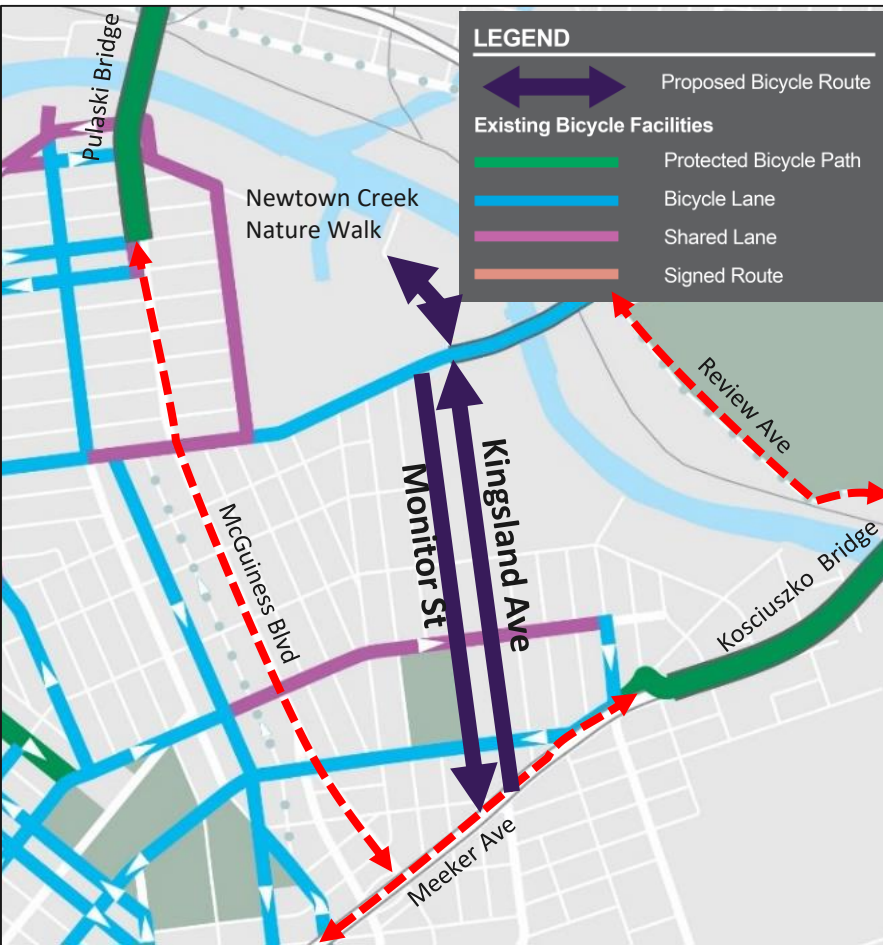 Pulaski Bridge
LEGEND
Proposed Bicycle Route
Existing Bicycle Facilities
Protected Bicycle Path
Bicycle Lane
Shared Lane
Signed Route
Newtown Creek
Nature Walk
Review Ave
Kingsland Ave
Monitor St
McGuiness Blvd
Kosciuszko Bridge
Meeker Ave